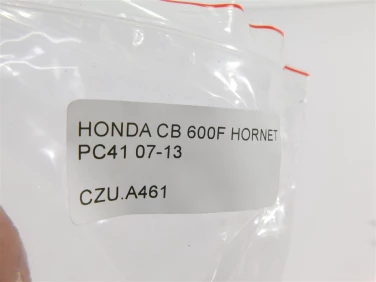 HONDA CB 600F HORNET
PC41 07-13
CZU.A461